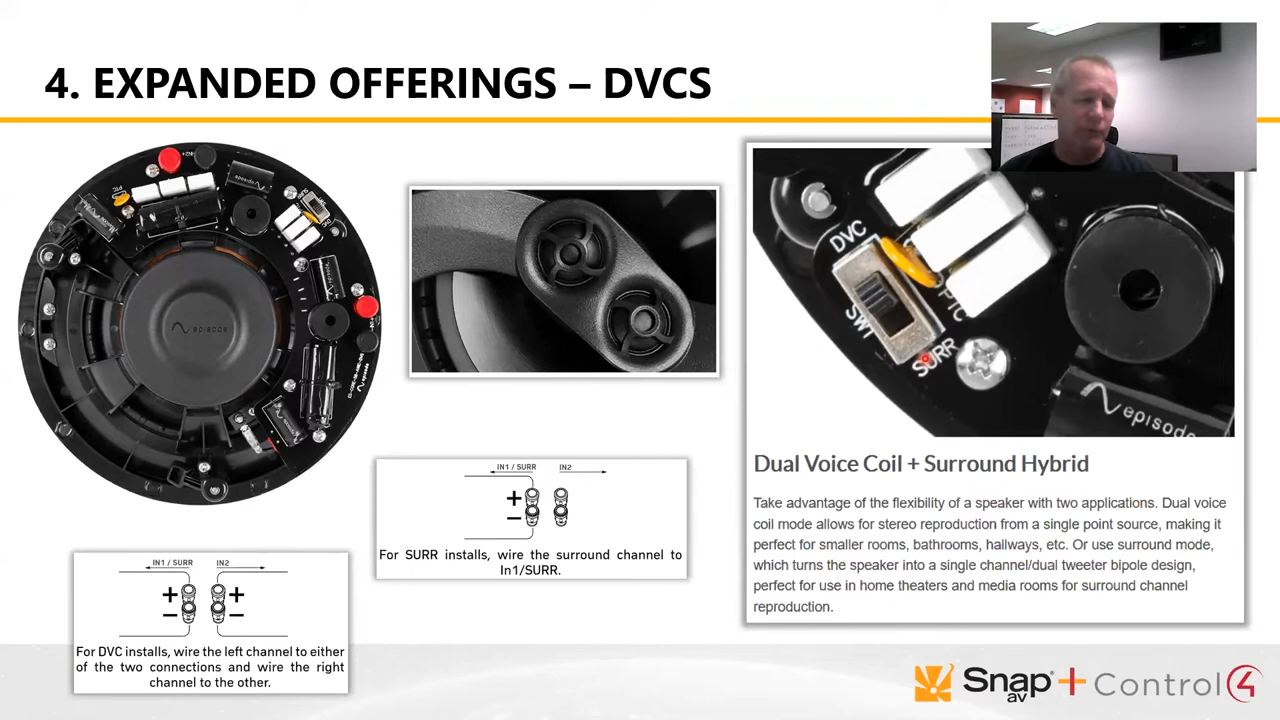 4. EXPANDED OFFERINGS – DVCS
PTC
IN2
episode
DVC
SW1
PTC
SURR
episode
Dual Voice Coil + Surround Hybrid
Take advantage of the flexibility of a speaker with two applications. Dual voice
coil mode allows for stereo reproduction from a single point source, making it
perfect for smaller rooms, bathrooms, hallways, etc. Or use surround mode,
which turns the speaker into a single channel/dual tweeter bipole design,
perfect for use in home theaters and media rooms for surround channel
reproduction.
IN1 / SURR IN2
+
−
For SURR installs, wire the surround channel to
In1/SURR.
IN1 / SURR IN2
+ +
− −
For DVC installs, wire the left channel to either
of the two connections and wire the right
channel to the other.
Snap av + Control4